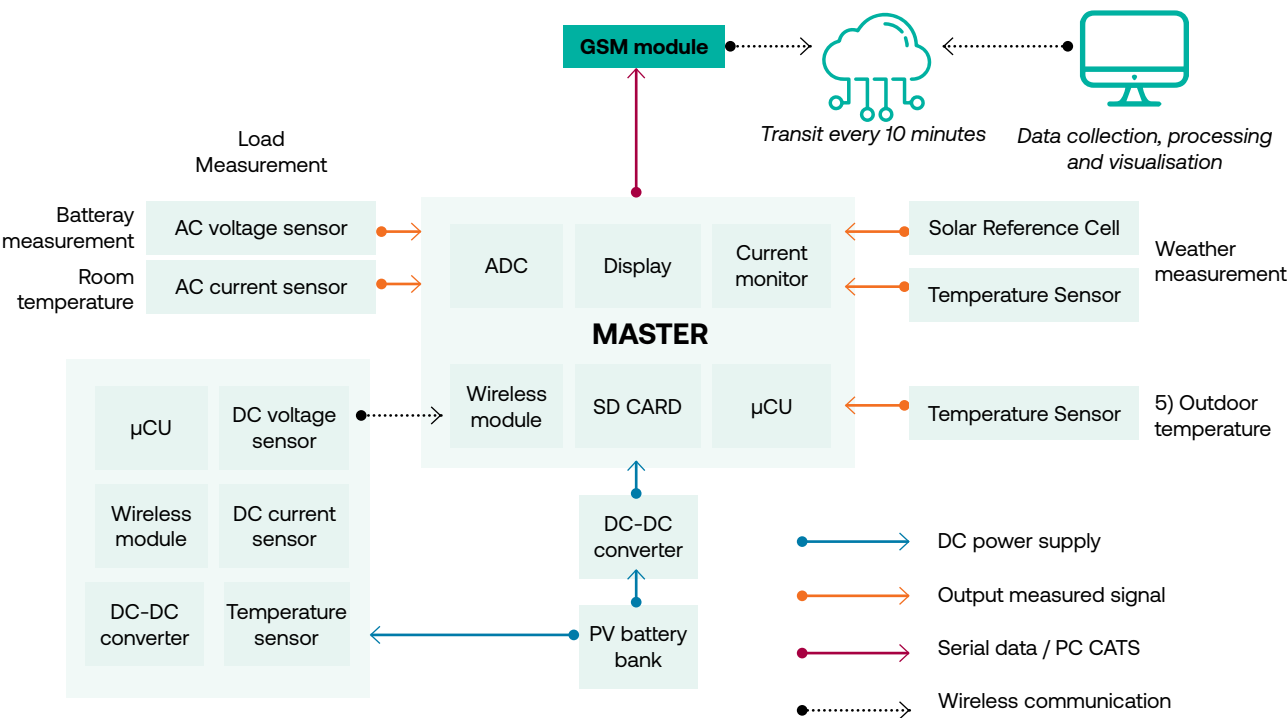 GSM module
Transit every 10 minutes
Data collection, processing
and visualisation
Load
Measurement
Batteray
measurement
AC voltage sensor
Room
temperature
AC current sensor
ADC
Display
Current
monitor
MASTER
Wireless
module
SD CARD
µCU
Solar Reference Cell
Temperature Sensor
Weather
measurement
Temperature Sensor
5) Outdoor
temperature
µCU
DC voltage
sensor
Wireless
module
DC current
sensor
DC-DC
converter
Temperature
sensor
DC-DC
converter
PV battery
bank
DC power supply
Output measured signal
Serial data / PC CATS
Wireless communication